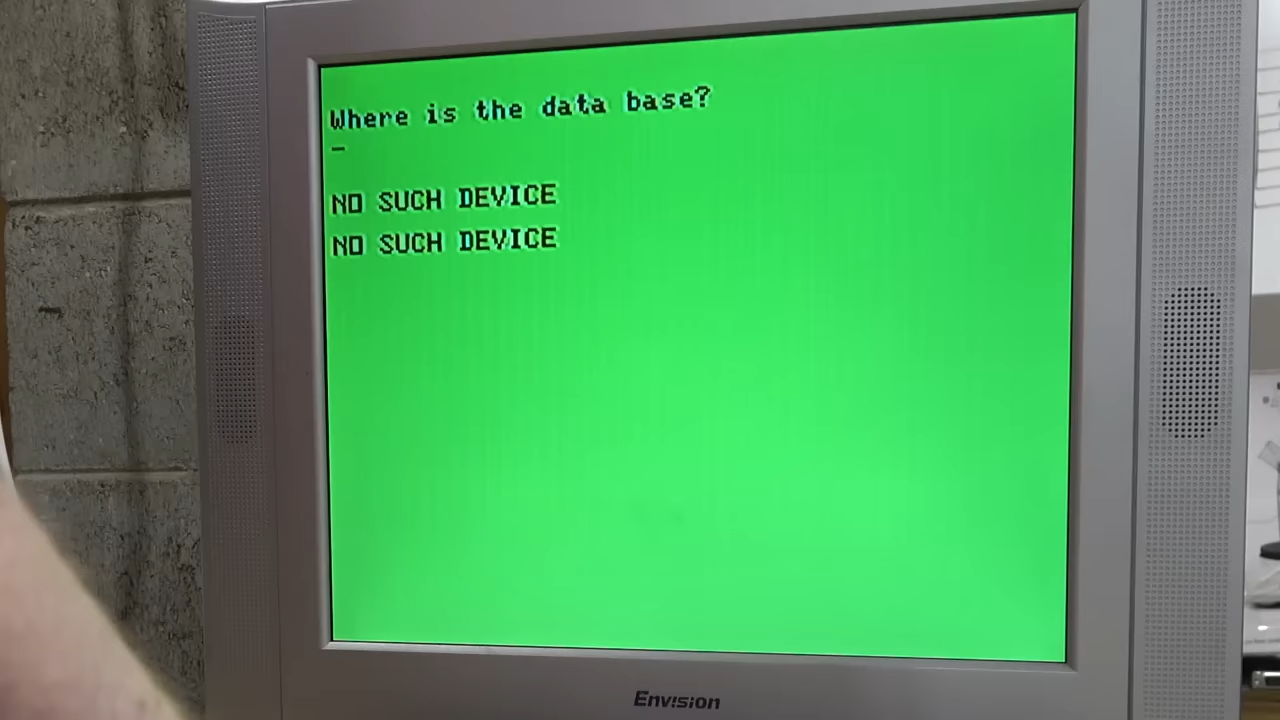 Where is the data base?
NO SUCH DEVICE
NO SUCH DEVICE
Envision